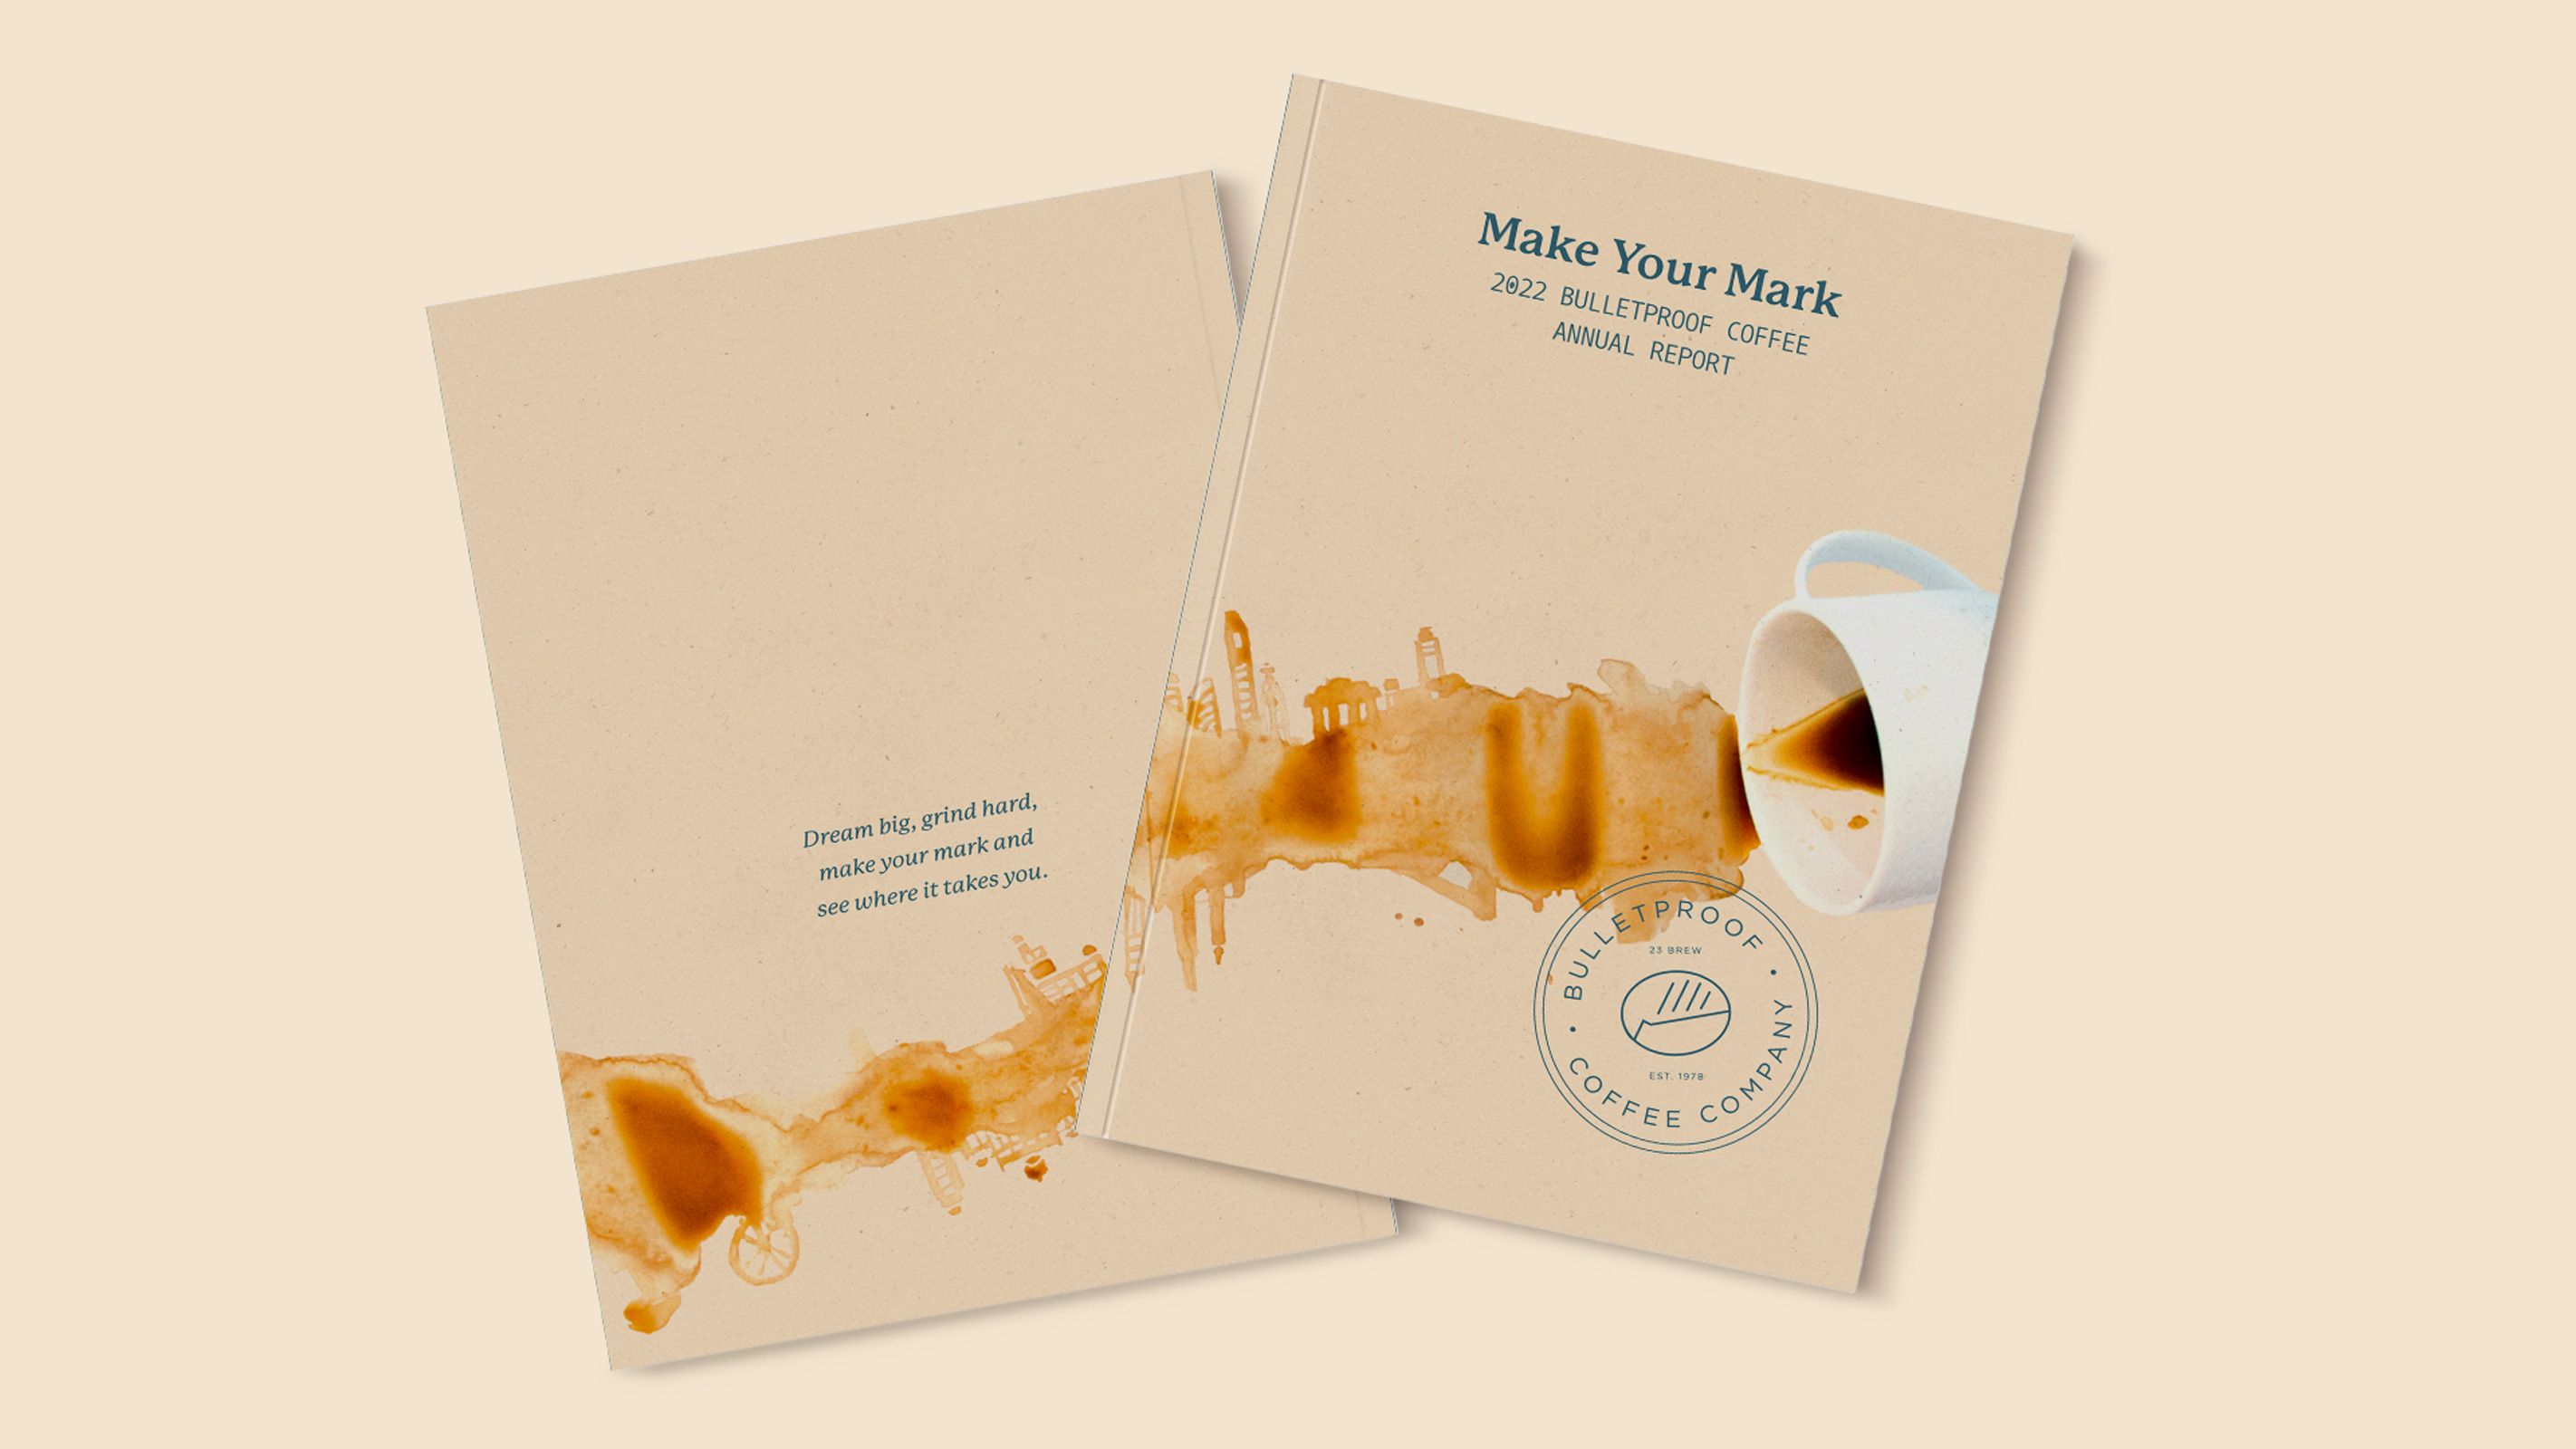 Make Your Mark
2022 BULLETPROOF COFFEE
ANNUAL REPORT
Dream big, grind hard,
make your mark and
see where it takes you.
BULLETPROOF
23 BREW
EST. 1978
COFFEE COMPANY